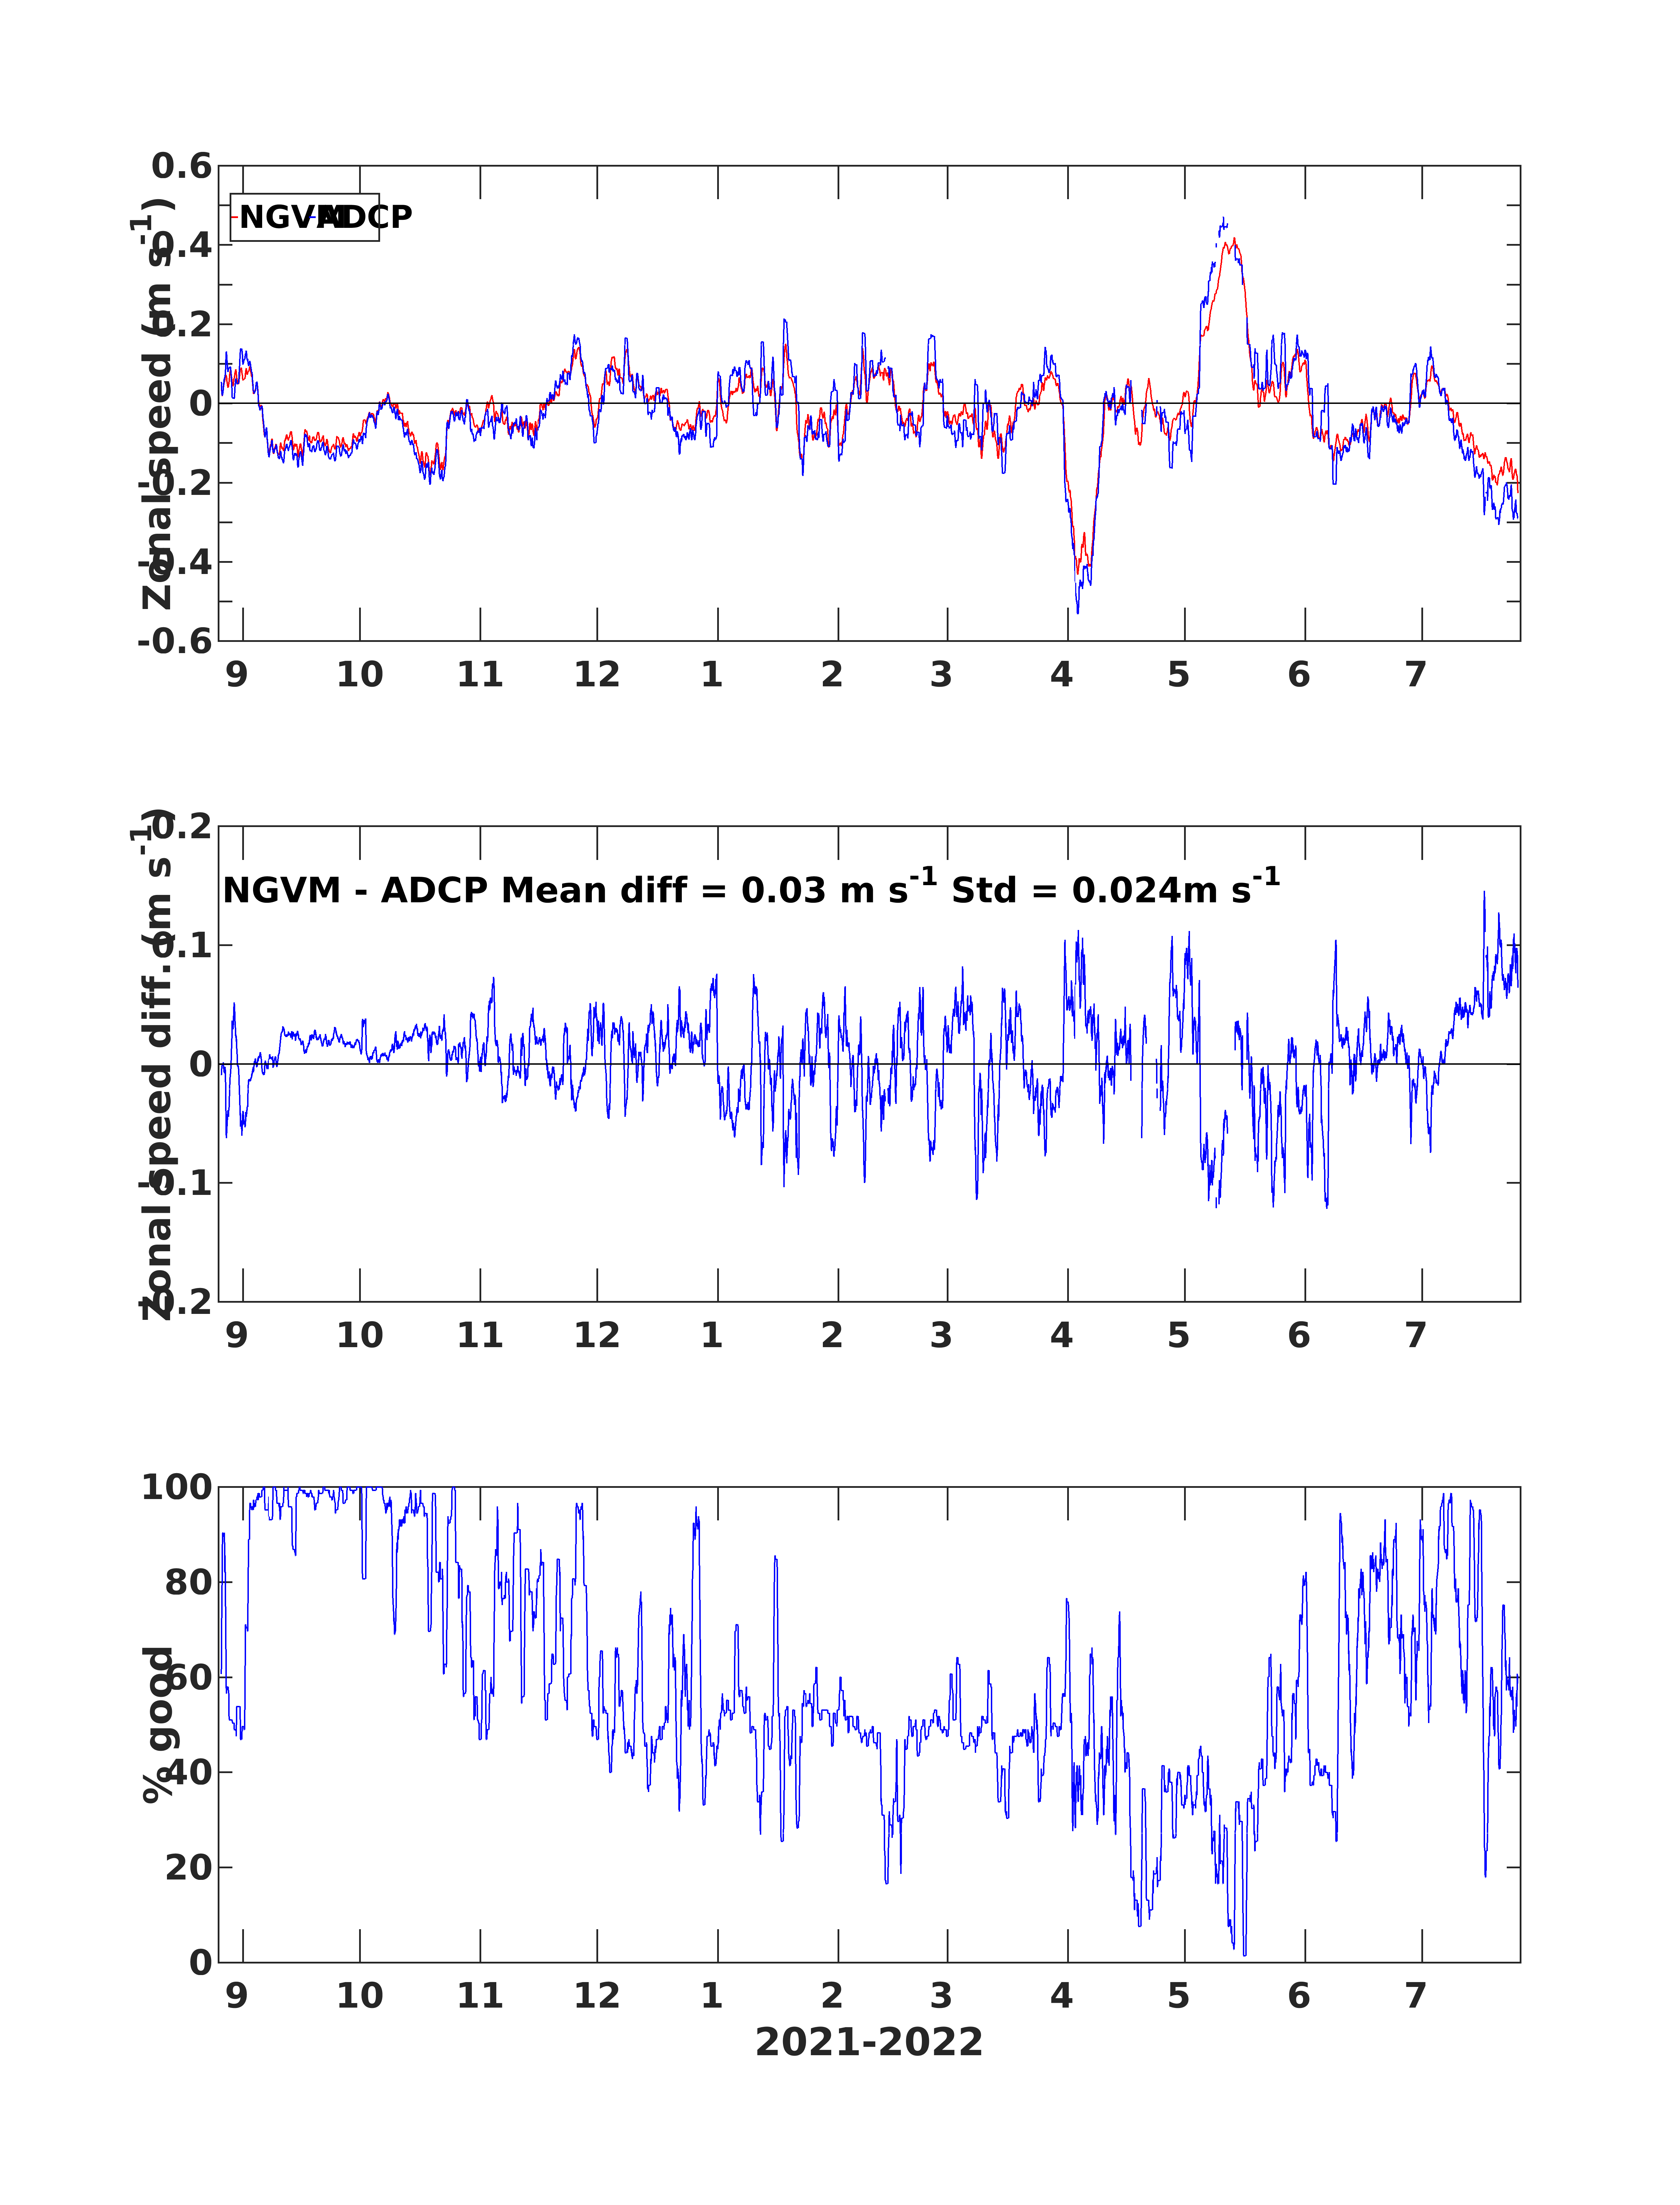 Zonal speed (m s-1)
0.6
0.4
0.2
0
-0.2
-0.4
-0.6
NGVM ADCP
9 10 11 12 1 2 3 4 5 6 7
Zonal speed diff. (m s-1)
0.2
0.1
0
-0.1
-0.2
NGVM - ADCP Mean diff = 0.03 m s-1 Std = 0.024m s-1
9 10 11 12 1 2 3 4 5 6 7
% good
100
80
60
40
20
0
9 10 11 12 1 2 3 4 5 6 7
2021-2022